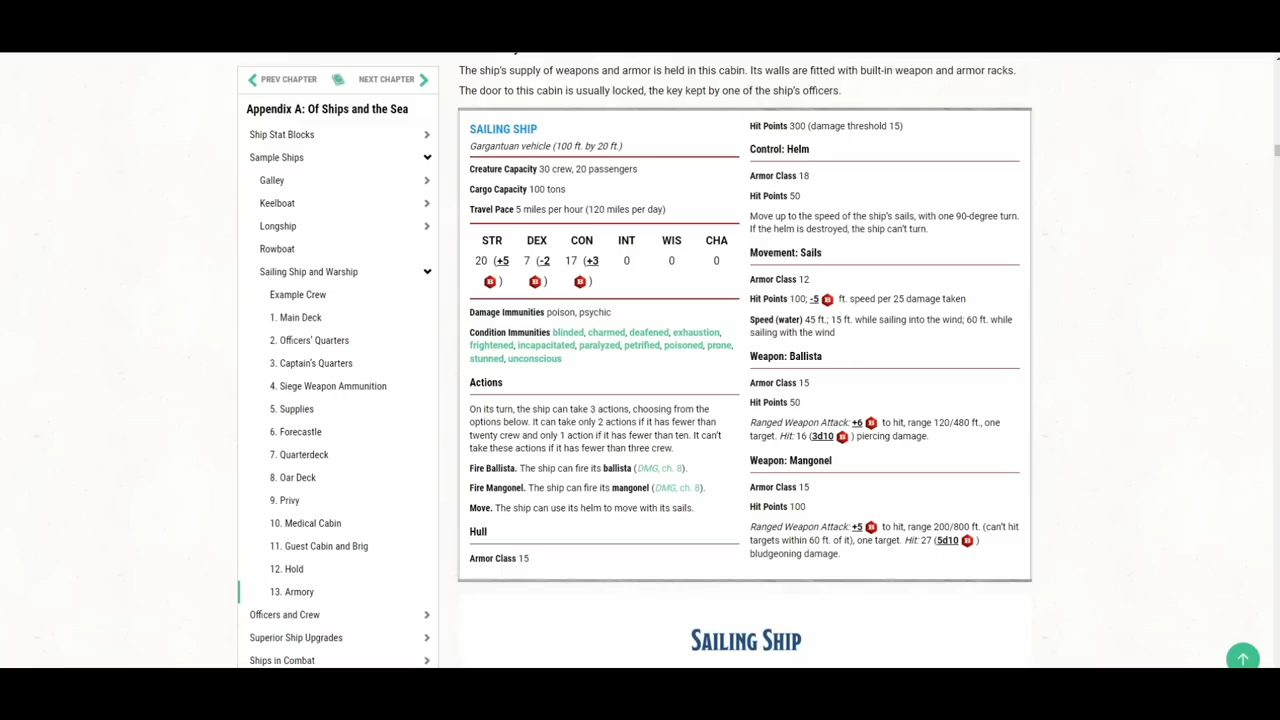 PREV CHAPTER
NEXT CHAPTER
Appendix A: Of Ships and the Sea
Ship Stat Blocks
Sample Ships
Galley
Keelboat
Longship
Rowboat
Sailing Ship and Warship
Example Crew
1. Main Deck
2. Officers' Quarters
3. Captain's Quarters
4. Siege Weapon Ammunition
5. Supplies
6. Forecastle
7. Quarterdeck
8. Oar Deck
9. Privy
10. Medical Cabin
11. Guest Cabin and Brig
12. Hold
13. Armory
Officers and Crew
Superior Ship Upgrades
Ships in Combat
The ship's supply of weapons and armor is held in this cabin. Its walls are fitted with built-in weapon and armor racks.
The door to this cabin is usually locked, the key kept by one of the ship's officers.
SAILING SHIP
Gargantuan vehicle (100 ft. by 20 ft.)
Creature Capacity 30 crew, 20 passengers
Cargo Capacity 100 tons
Travel Pace 5 miles per hour (120 miles per day)
STR DEX CON INT WIS CHA
20 (+5 7 (-2 17 (+3 0 0 0
B ) B ) B )
Damage Immunities poison, psychic
Condition Immunities blinded, charmed, deafened, exhaustion,
frightened, incapacitated, paralyzed, petrified, poisoned, prone,
stunned, unconscious
Actions
On its turn, the ship can take 3 actions, choosing from the
options below. It can take only 2 actions if it has fewer than
twenty crew and only 1 action if it has fewer than ten. It can't
take these actions if it has fewer than three crew.
Fire Ballista. The ship can fire its ballista (DMG, ch. 8).
Fire Mangonel. The ship can fire its mangonel (DMG, ch. 8).
Move. The ship can use its helm to move with its sails.
Hull
Armor Class 15
Hit Points 300 (damage threshold 15)
Control: Helm
Armor Class 18
Hit Points 50
Move up to the speed of the ship's sails, with one 90-degree turn.
If the helm is destroyed, the ship can't turn.
Movement: Sails
Armor Class 12
Hit Points 100; -5 B ft. speed per 25 damage taken
Speed (water) 45 ft.; 15 ft. while sailing into the wind; 60 ft. while
sailing with the wind
Weapon: Ballista
Armor Class 15
Hit Points 50
Ranged Weapon Attack: +6 B to hit, range 120/480 ft., one
target. Hit: 16 (3d10 B ) piercing damage.
Weapon: Mangonel
Armor Class 15
Hit Points 100
Ranged Weapon Attack: +5 B to hit, range 200/800 ft. (can't hit
targets within 60 ft. of it), one target. Hit: 27 (5d10 B )
bludgeoning damage.
SAILING SHIP